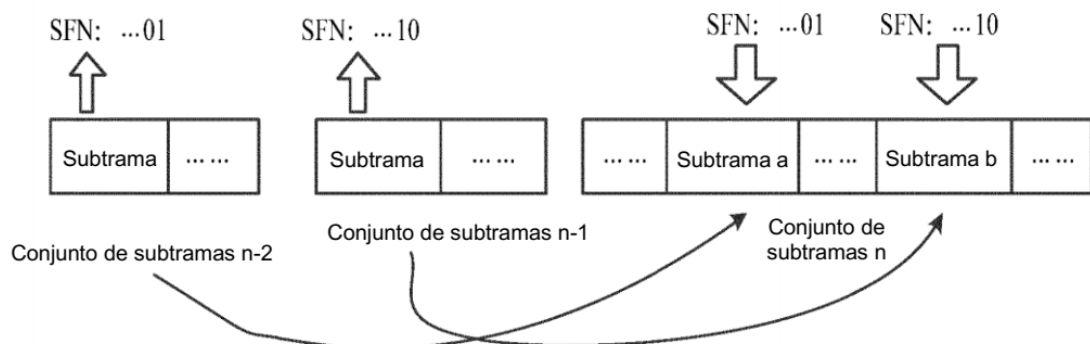 SFN: ...01 SFN: ...10 SFN: ...01 SFN: ...10
Subtrama ... ... Subtrama ... ... ... ... Subtrama a ... ... Subtrama b ... ...
Conjunto de subtramas n-2
Conjunto de subtramas n-1
Conjunto de
subtramas n